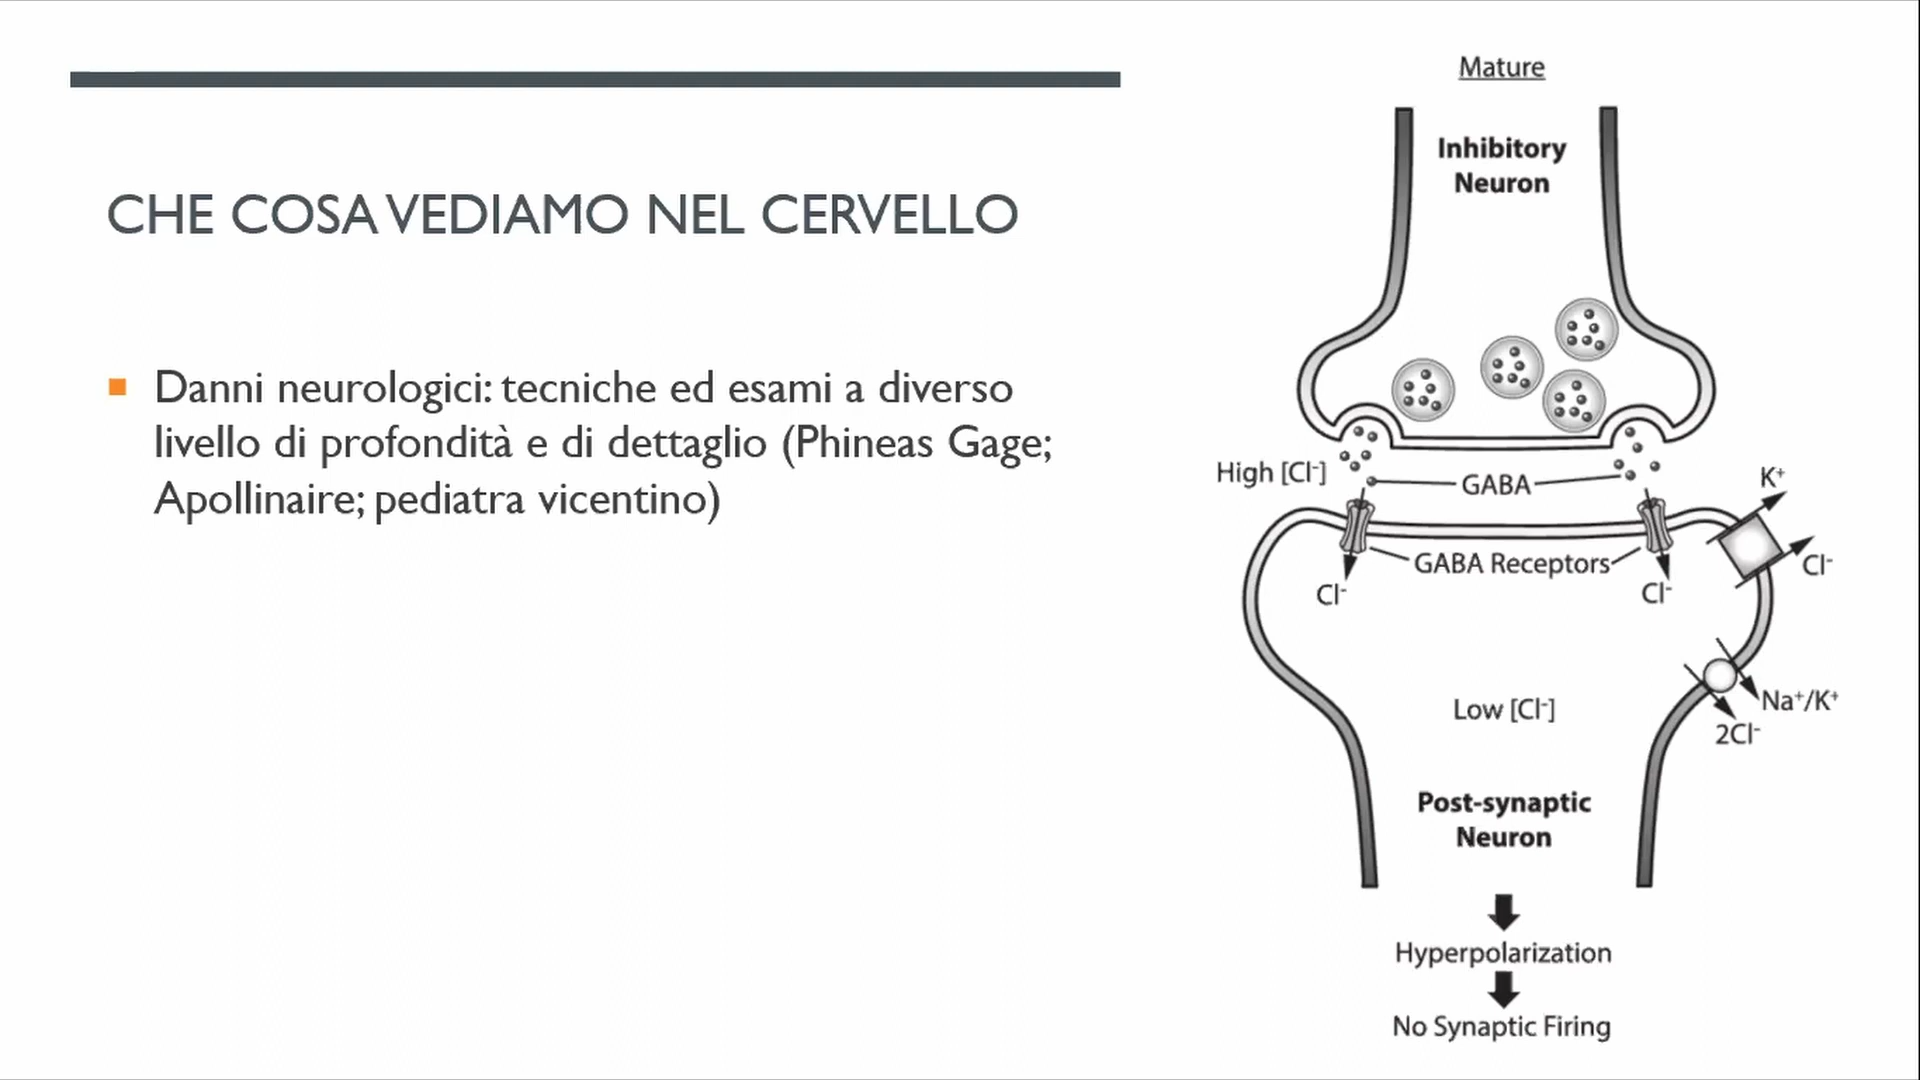 CHE COSA VEDIAMO NEL CERVELLO
Danni neurologici: tecniche ed esami a diverso
livello di profondità e di dettaglio (Phineas Gage;
Apollinaire; pediatra vicentino)
Mature
Inhibitory
Neuron
High [Cl⁻]
GABA
K⁺
GABA Receptors
Cl⁻
Cl⁻
Cl⁻
Low [Cl⁻]
Na⁺/K⁺
2Cl⁻
Post-synaptic
Neuron
Hyperpolarization
No Synaptic Firing